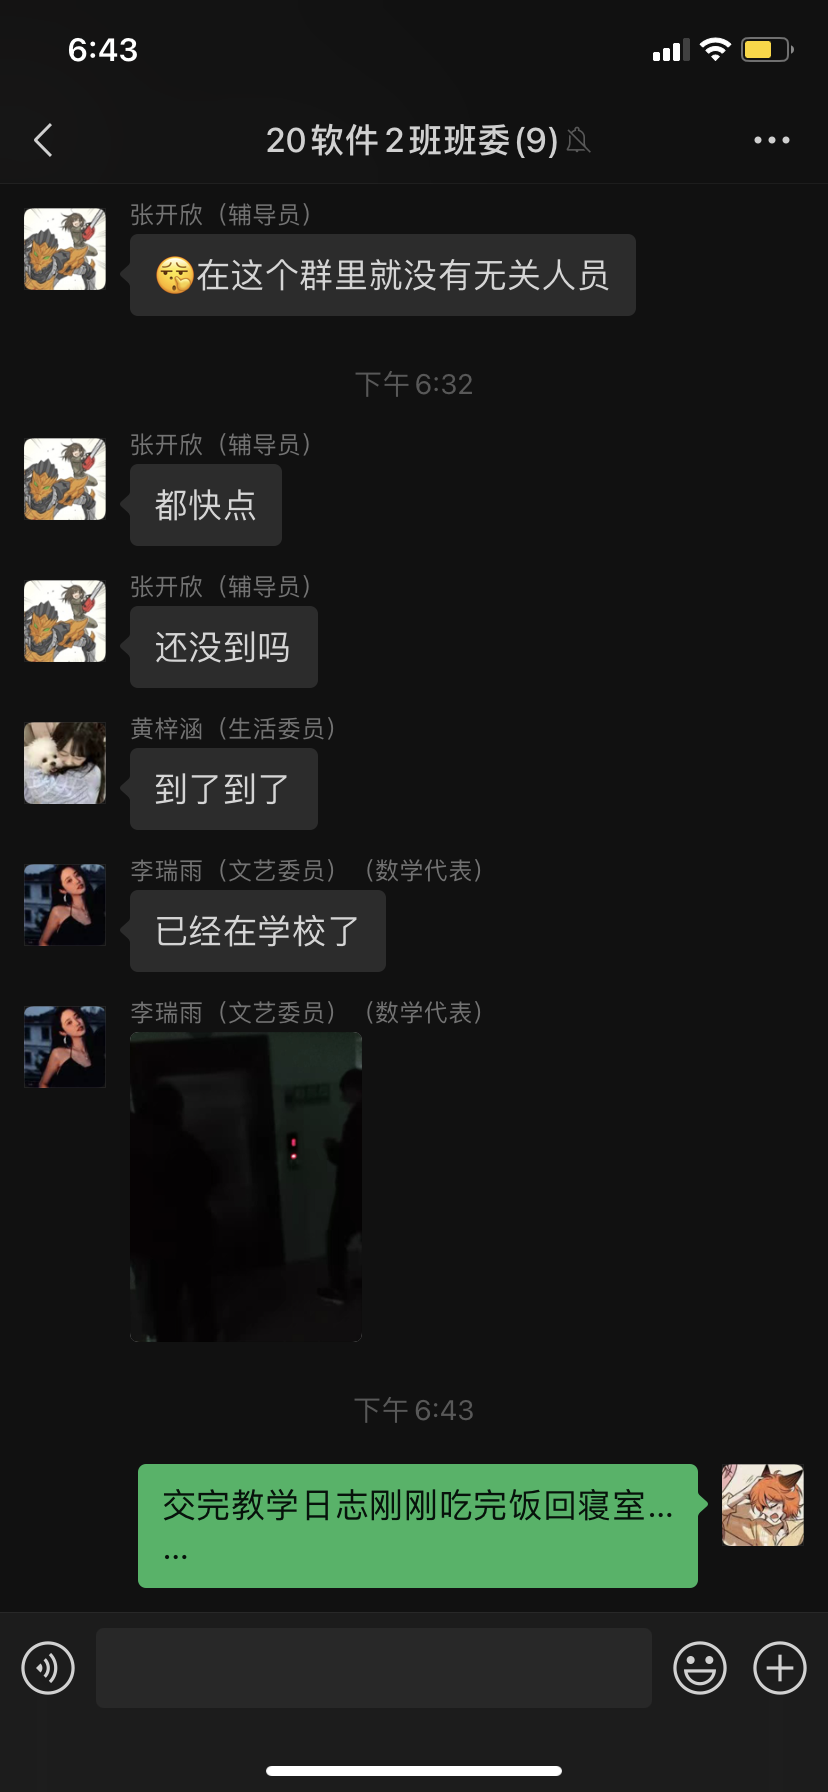 6:43
20软件2班班委(9)
张开欣（辅导员）
🤫在这个群里就没有无关人员
下午 6:32
张开欣（辅导员）
都快点
张开欣（辅导员）
还没到吗
黄梓涵（生活委员）
到了到了
李瑞雨（文艺委员）（数学代表）
已经在学校了
李瑞雨（文艺委员）（数学代表）
下午 6:43
交完教学日志刚刚吃完饭回寝室...
...